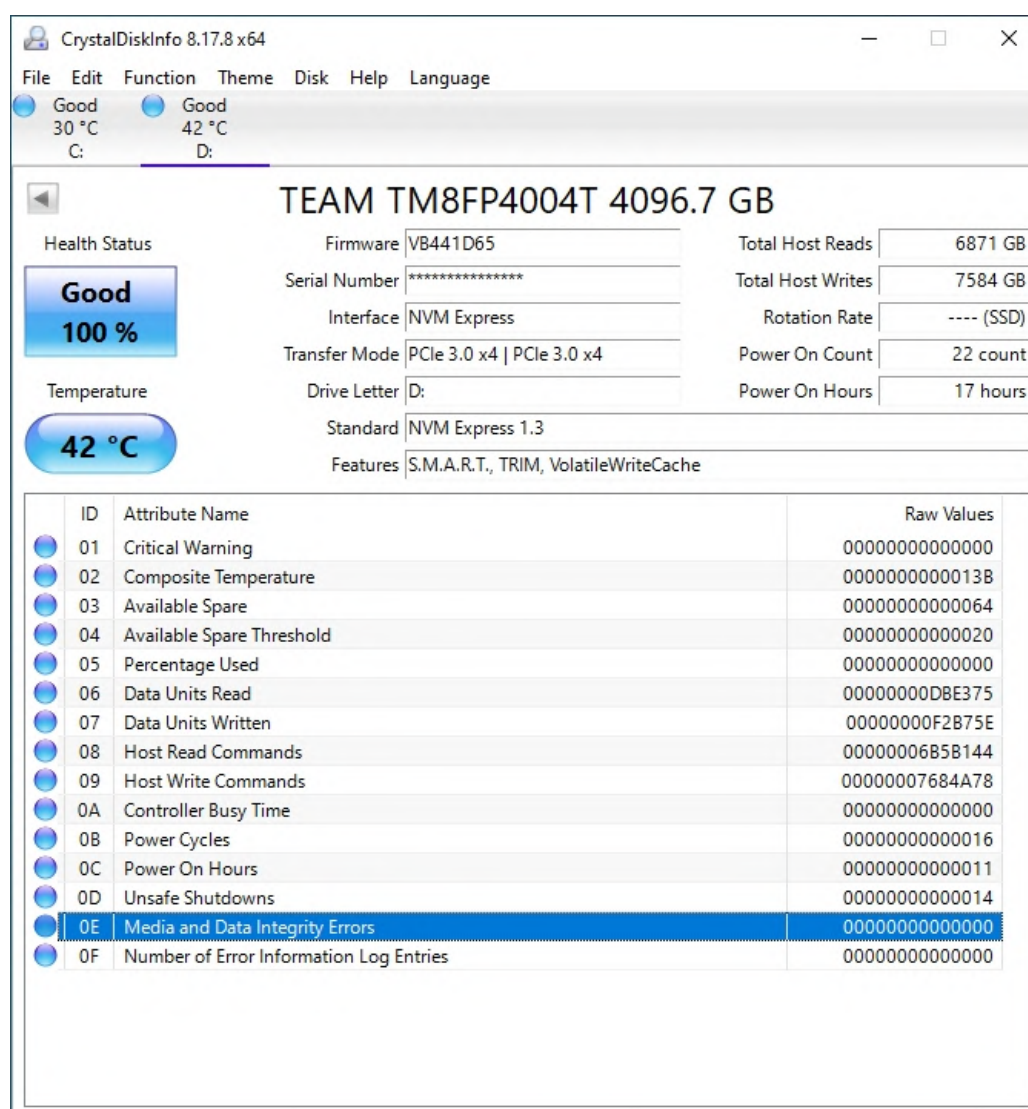 CrystalDiskInfo 8.17.8 x64
File Edit Function Theme Disk Help Language
Good Good
30 °C 42 °C
C: D:
TEAM TM8FP4004T 4096.7 GB
Health Status
Good
100 %
Temperature
42 °C
Firmware VB441D65
Serial Number ***************
Interface NVM Express
Transfer Mode PCIe 3.0 x4 | PCIe 3.0 x4
Drive Letter D:
Standard NVM Express 1.3
Features S.M.A.R.T., TRIM, VolatileWriteCache
Total Host Reads 6871 GB
Total Host Writes 7584 GB
Rotation Rate ---- (SSD)
Power On Count 22 count
Power On Hours 17 hours
ID Attribute Name Raw Values
01 Critical Warning 00000000000000
02 Composite Temperature 0000000000013B
03 Available Spare 00000000000064
04 Available Spare Threshold 00000000000020
05 Percentage Used 00000000000000
06 Data Units Read 00000000DBE375
07 Data Units Written 00000000F2B75E
08 Host Read Commands 00000006B5B144
09 Host Write Commands 00000007684A78
0A Controller Busy Time 00000000000000
0B Power Cycles 00000000000016
0C Power On Hours 00000000000011
0D Unsafe Shutdowns 00000000000014
0E Media and Data Integrity Errors 00000000000000
0F Number of Error Information Log Entries 00000000000000